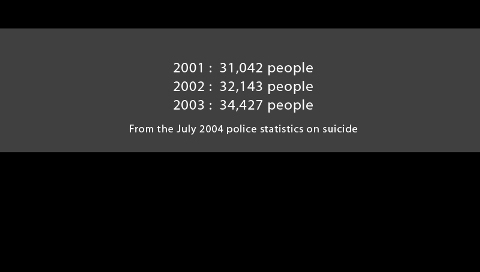 2001 : 31,042 people
2002 : 32,143 people
2003 : 34,427 people
From the July 2004 police statistics on suicide